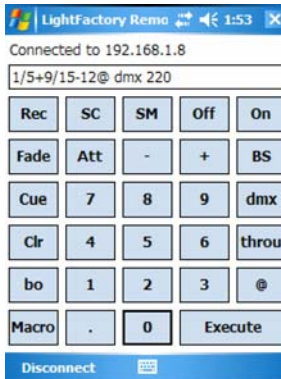 LightFactory Remo 1:53
Connected to 192.168.1.8
1/5+9/15-12@ dmx 220
Rec SC SM Off On
Fade Att - + BS
Cue 7 8 9 dmx
Clr 4 5 6 throu
bo 1 2 3 @
Macro . 0 Execute
Disconnect